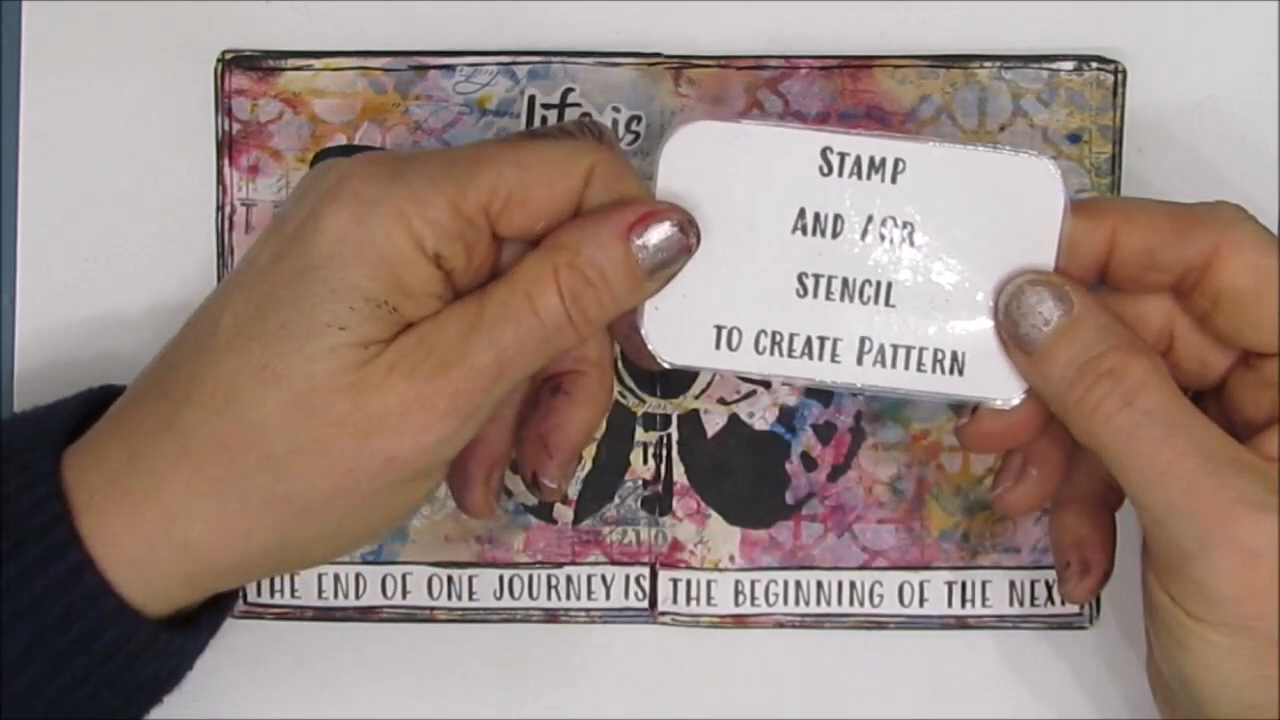 life is
STAMP
AND / OR
STENCIL
TO CREATE PATTERN
THE END OF ONE JOURNEY IS THE BEGINNING OF THE NEXT